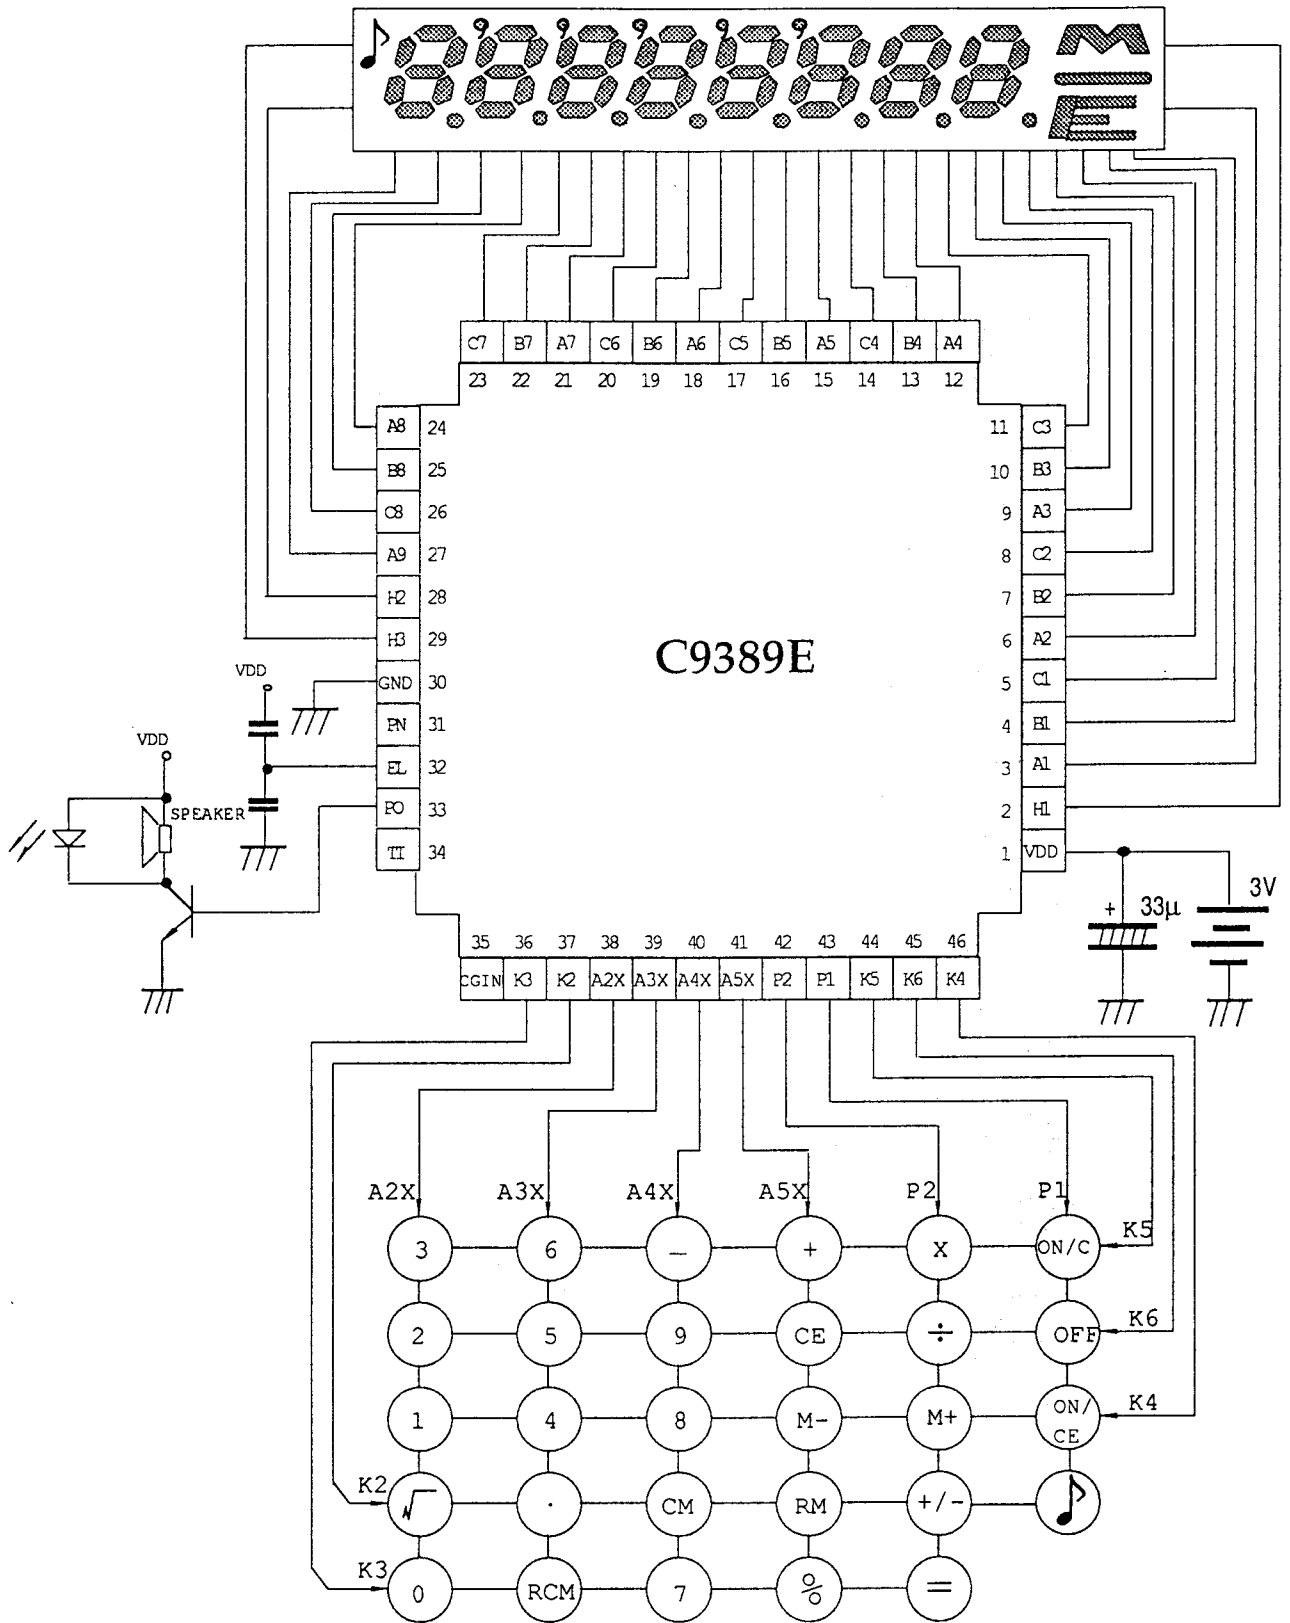 M
E
C7 B7 A7 C6 B6 A6 C5 B5 A5 C4 B4 A4
23 22 21 20 19 18 17 16 15 14 13 12
A8 24 11 C3
B8 25 10 B3
C8 26 9 A3
A9 27 8 C2
H2 28 7 B2
H3 29 6 A2
C9389E
VDD GND 30 5 C1
PN 31 4 B1
VDD EL 32 3 A1
SPEAKER PO 33 2 H1
TI 34 1 VDD
+ 33μ 3V
35 36 37 38 39 40 41 42 43 44 45 46
CGIN K3 K2 A2X A3X A4X A5X P2 P1 K5 K6 K4
A2X A3X A4X A5X P2 P1
3 6 − + X ON/C K5
2 5 9 CE ÷ OFF K6
1 4 8 M- M+ ON/CE K4
K2 √ . CM RM +/- ♪
K3 0 RCM 7 % =